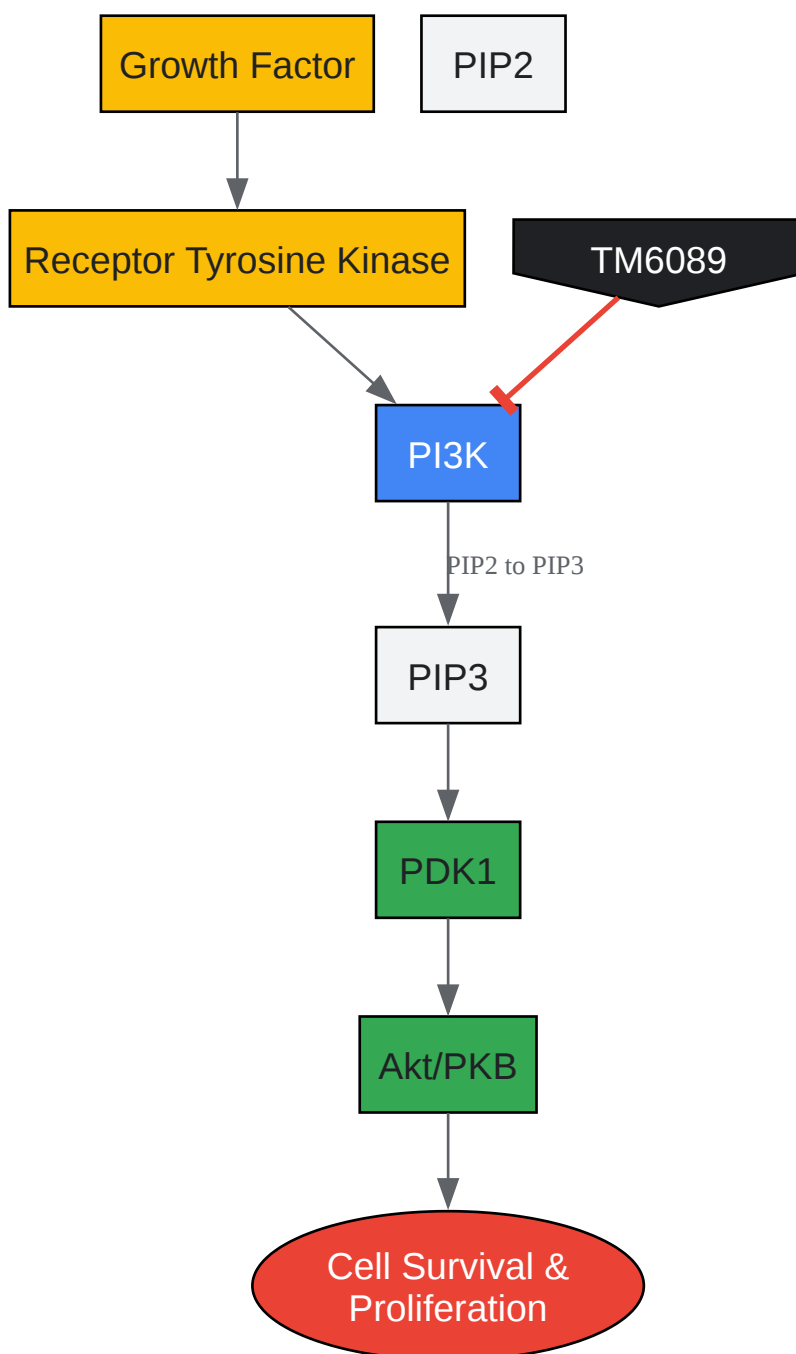 Growth Factor
PIP2
Receptor Tyrosine Kinase
TM6089
PI3K
PIP2 to PIP3
PIP3
PDK1
Akt/PKB
Cell Survival &
Proliferation